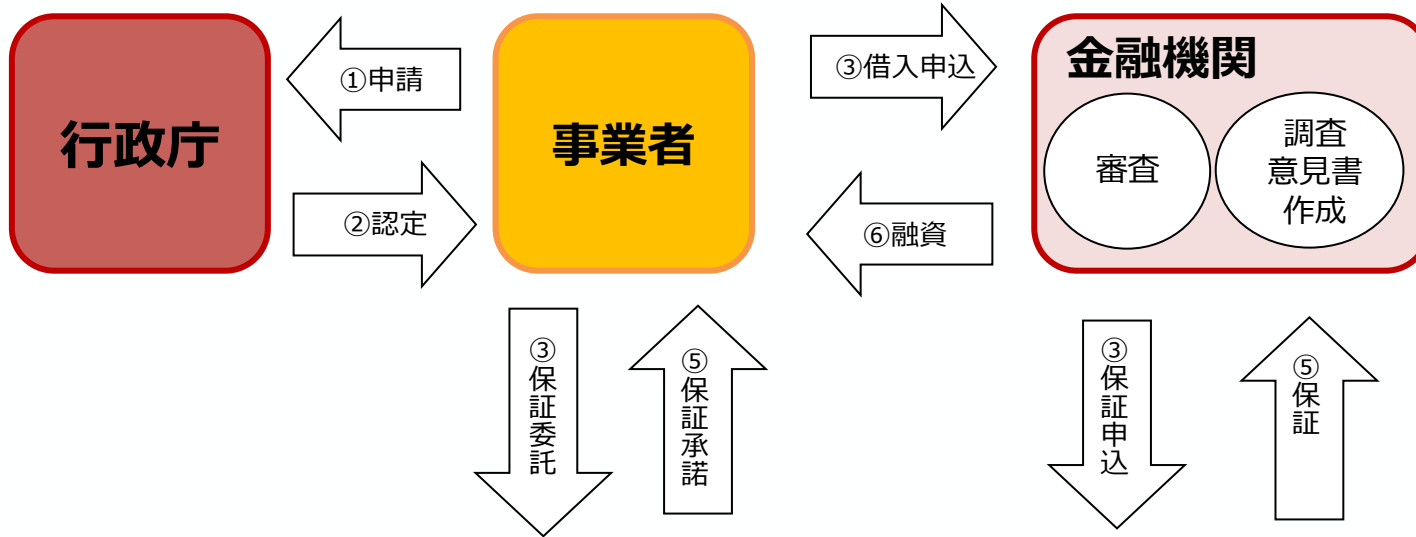 行政庁
①申請
②認定
事業者
③借入申込
⑥融資
金融機関
審査
調査
意見書
作成
③保証委託
⑤保証承諾
③保証申込
⑤保証